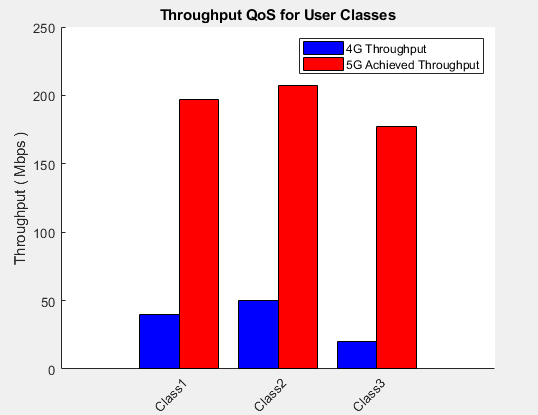 Throughput QoS for User Classes
4G Throughput
5G Achieved Throughput
Throughput ( Mbps )
250
200
150
100
50
0
Class1
Class2
Class3